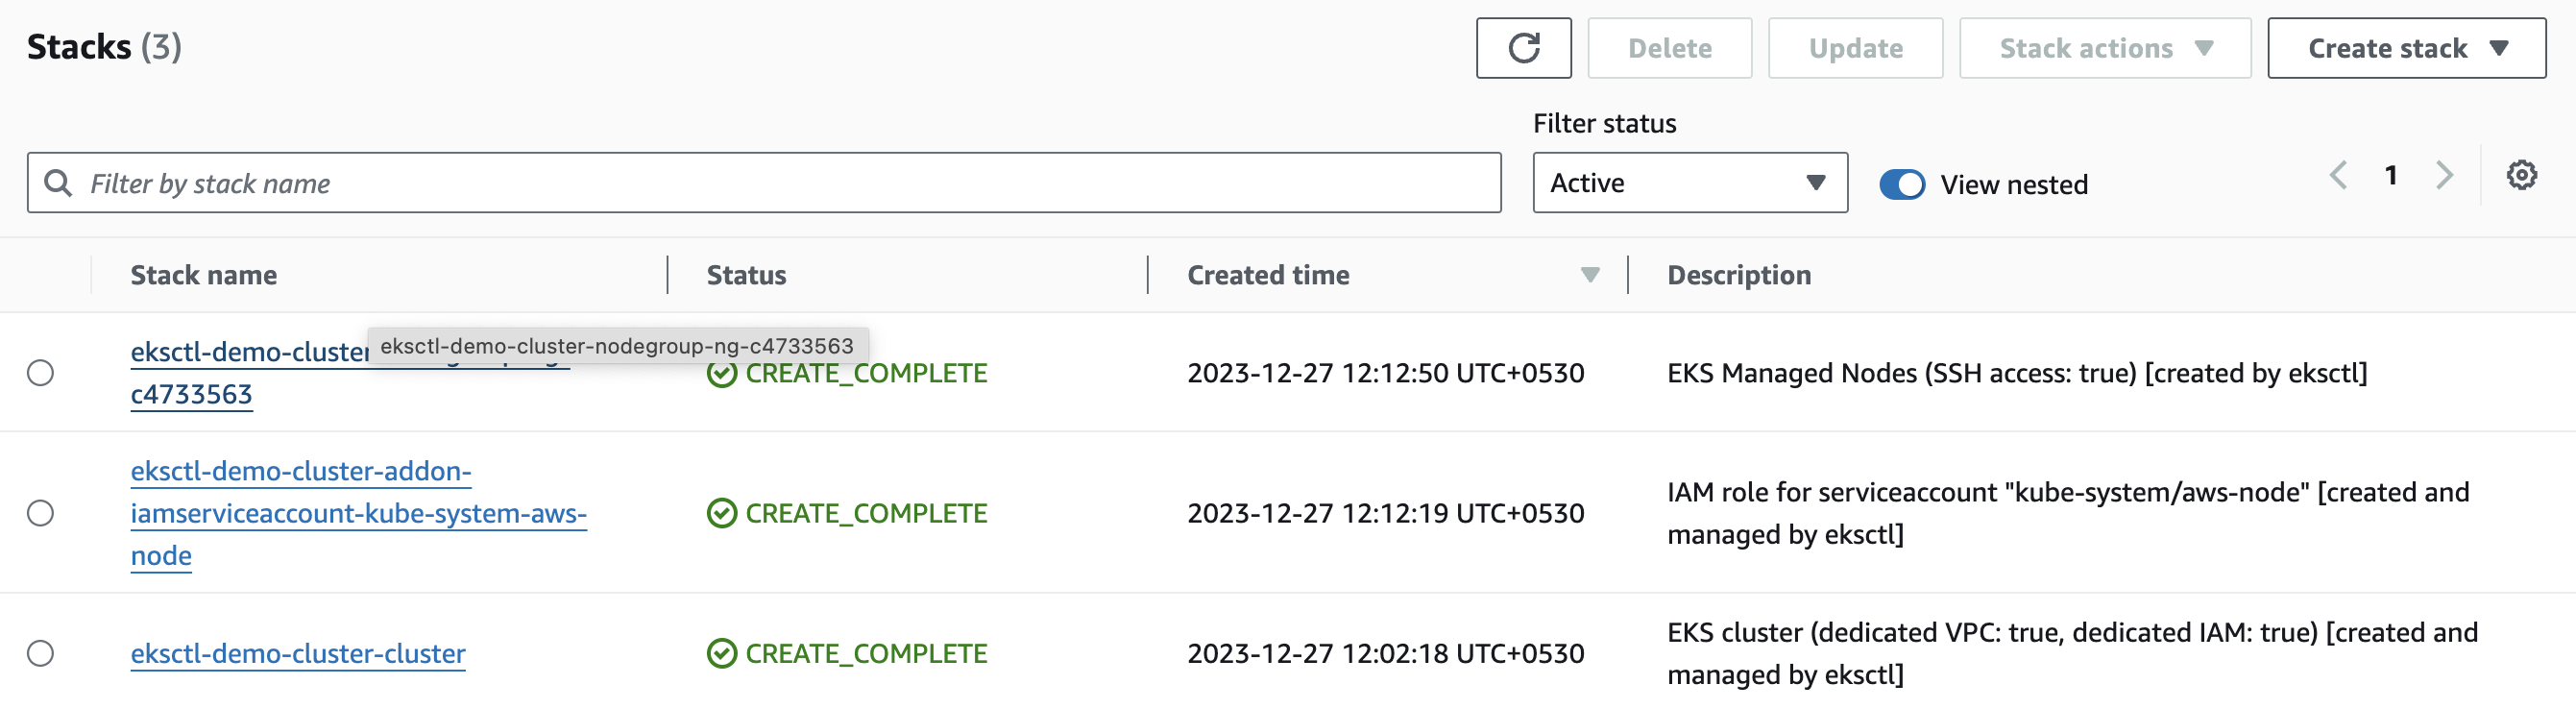 Stacks (3)
Delete
Update
Stack actions
Create stack
Filter status
Filter by stack name
Active
View nested
1
Stack name
Status
Created time
Description
eksctl-demo-cluster
c4733563
eksctl-demo-cluster-nodegroup-ng-c4733563
CREATE_COMPLETE
2023-12-27 12:12:50 UTC+0530
EKS Managed Nodes (SSH access: true) [created by eksctl]
eksctl-demo-cluster-addon-
iamserviceaccount-kube-system-aws-
node
CREATE_COMPLETE
2023-12-27 12:12:19 UTC+0530
IAM role for serviceaccount "kube-system/aws-node" [created and
managed by eksctl]
eksctl-demo-cluster-cluster
CREATE_COMPLETE
2023-12-27 12:02:18 UTC+0530
EKS cluster (dedicated VPC: true, dedicated IAM: true) [created and
managed by eksctl]